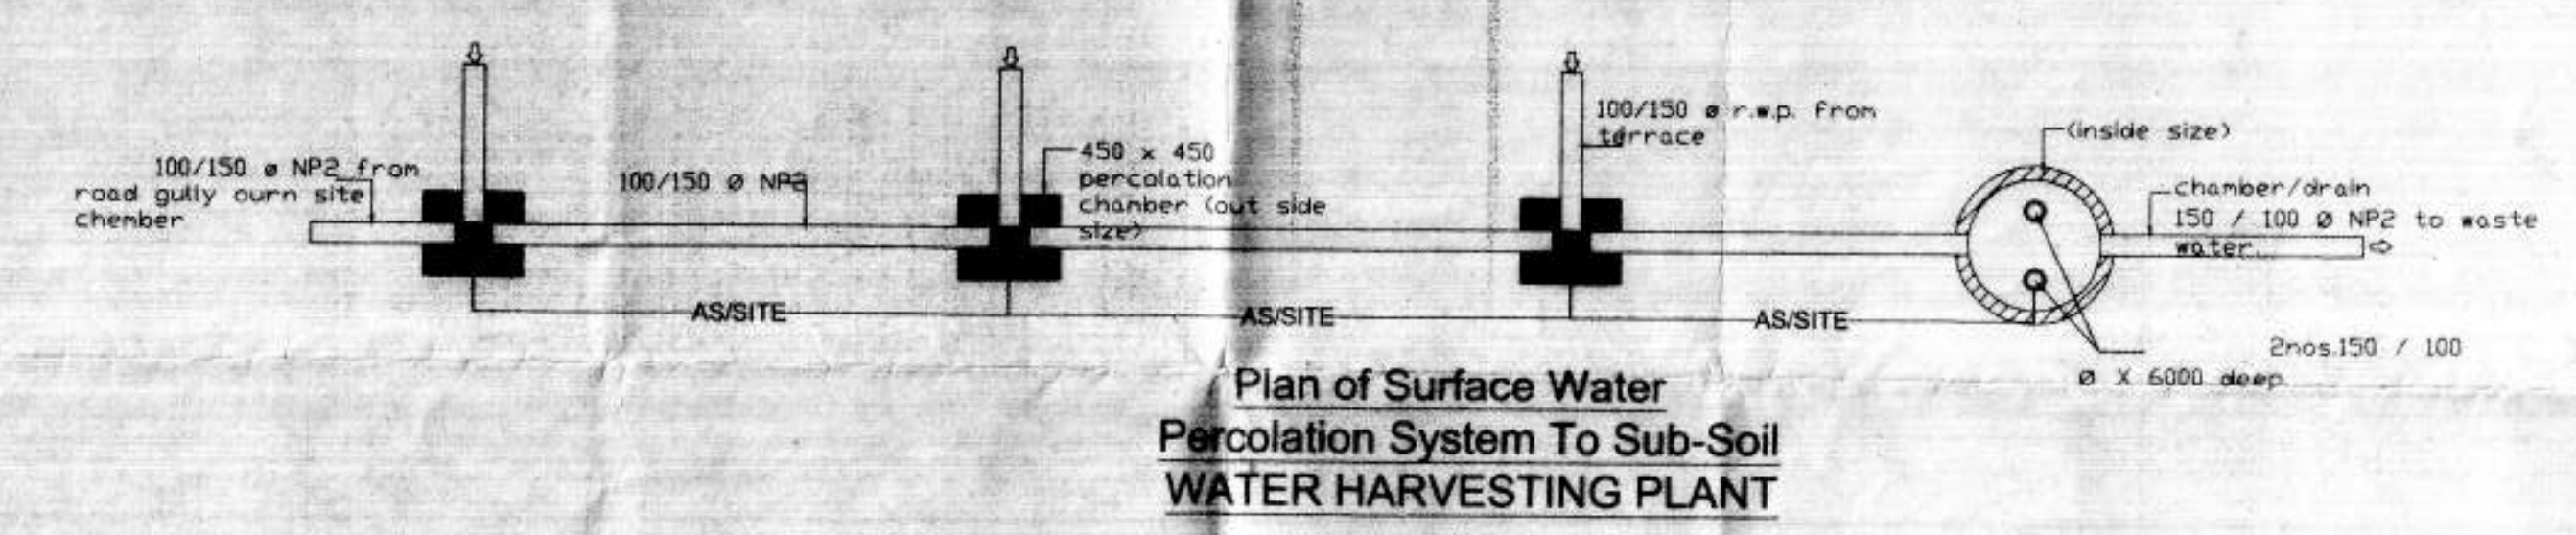 100/150 ø NP2 from
road gully ourn site
chember
100/150 Ø NP2
450 x 450
percolation
chamber (out side
size)
100/150 ø r.w.p. from
terrace
(inside size)
chamber/drain
150 / 100 Ø NP2 to waste
water.
AS/SITE
AS/SITE
AS/SITE
2nos.150 / 100
Ø X 6000 deep.
Plan of Surface Water
Percolation System To Sub-Soil
WATER HARVESTING PLANT